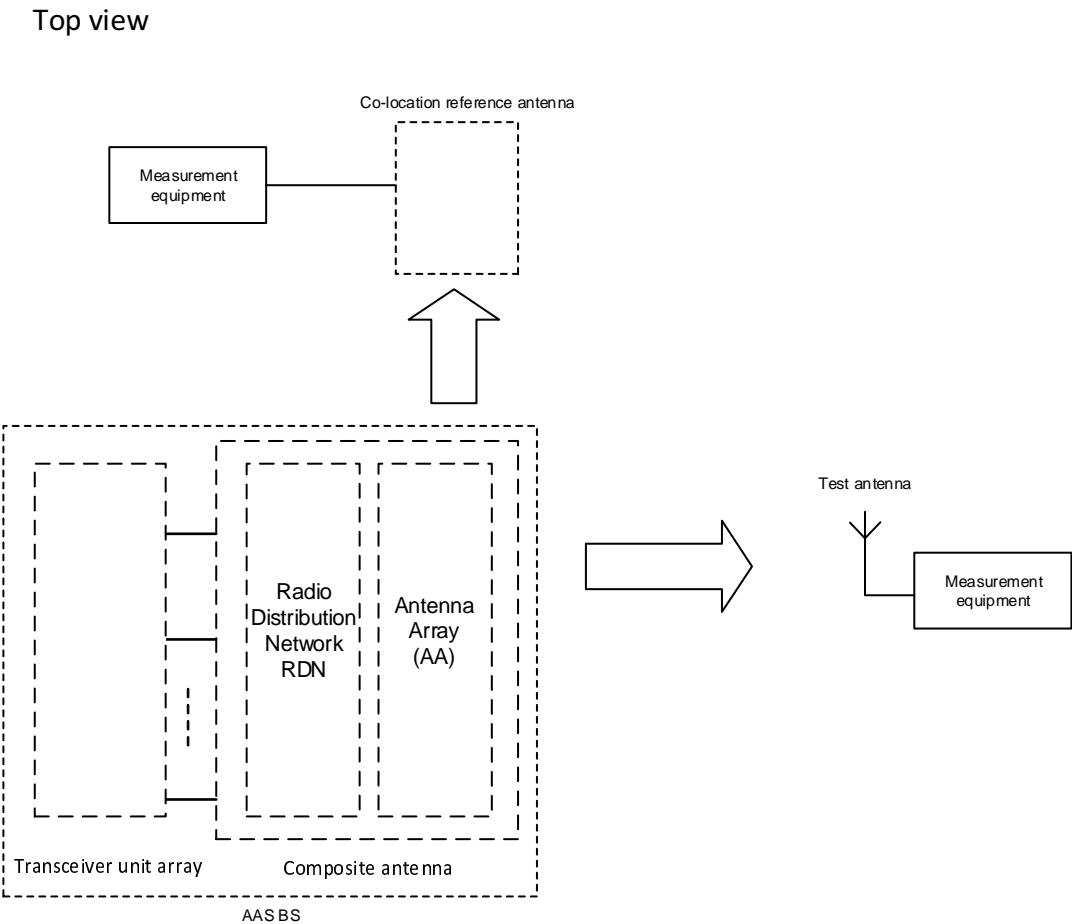 Top view
Co-location reference antenna
Measurement
equipment
Test antenna
Measurement
equipment
Radio
Distribution
Network
RDN
Antenna
Array
(AA)
Transceiver unit array
Composite antenna
AAS BS